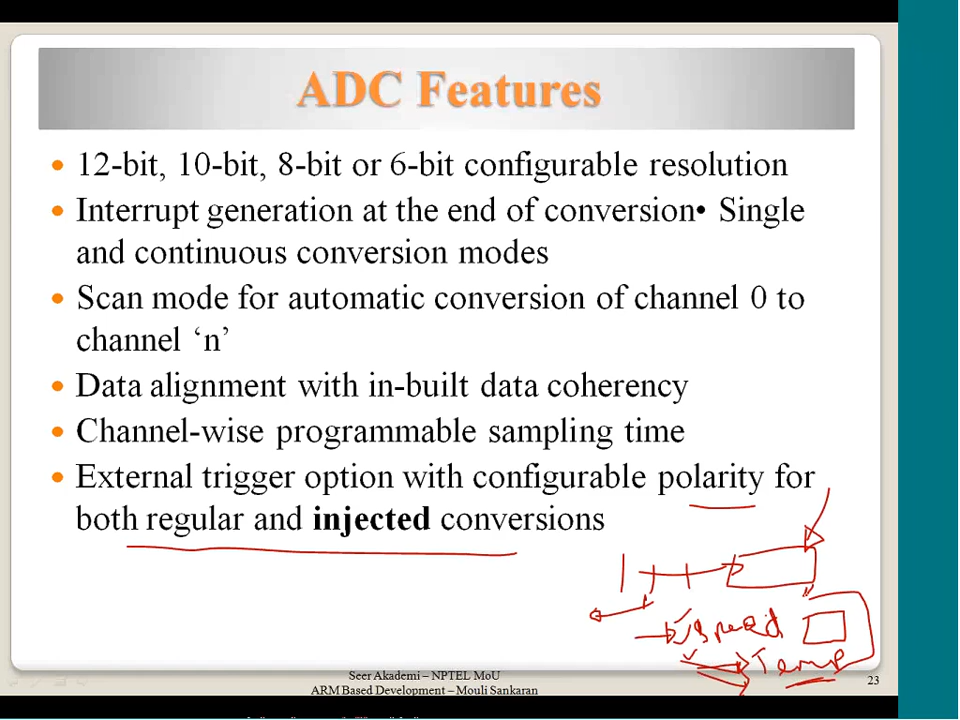 ADC Features
• 12-bit, 10-bit, 8-bit or 6-bit configurable resolution
• Interrupt generation at the end of conversion• Single
and continuous conversion modes
• Scan mode for automatic conversion of channel 0 to
channel ‘n’
• Data alignment with in-built data coherency
• Channel-wise programmable sampling time
• External trigger option with configurable polarity for
both regular and injected conversions
Speed
Temp
Seer Akademi – NPTEL MoU
ARM Based Development – Mouli Sankaran
23